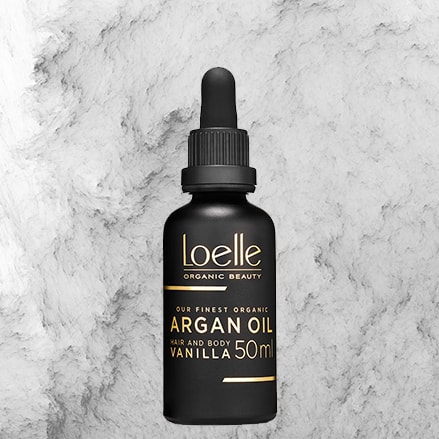 Loelle
ORGANIC BEAUTY
OUR FINEST ORGANIC
ARGAN OIL
HAIR AND BODY
VANILLA 50ml